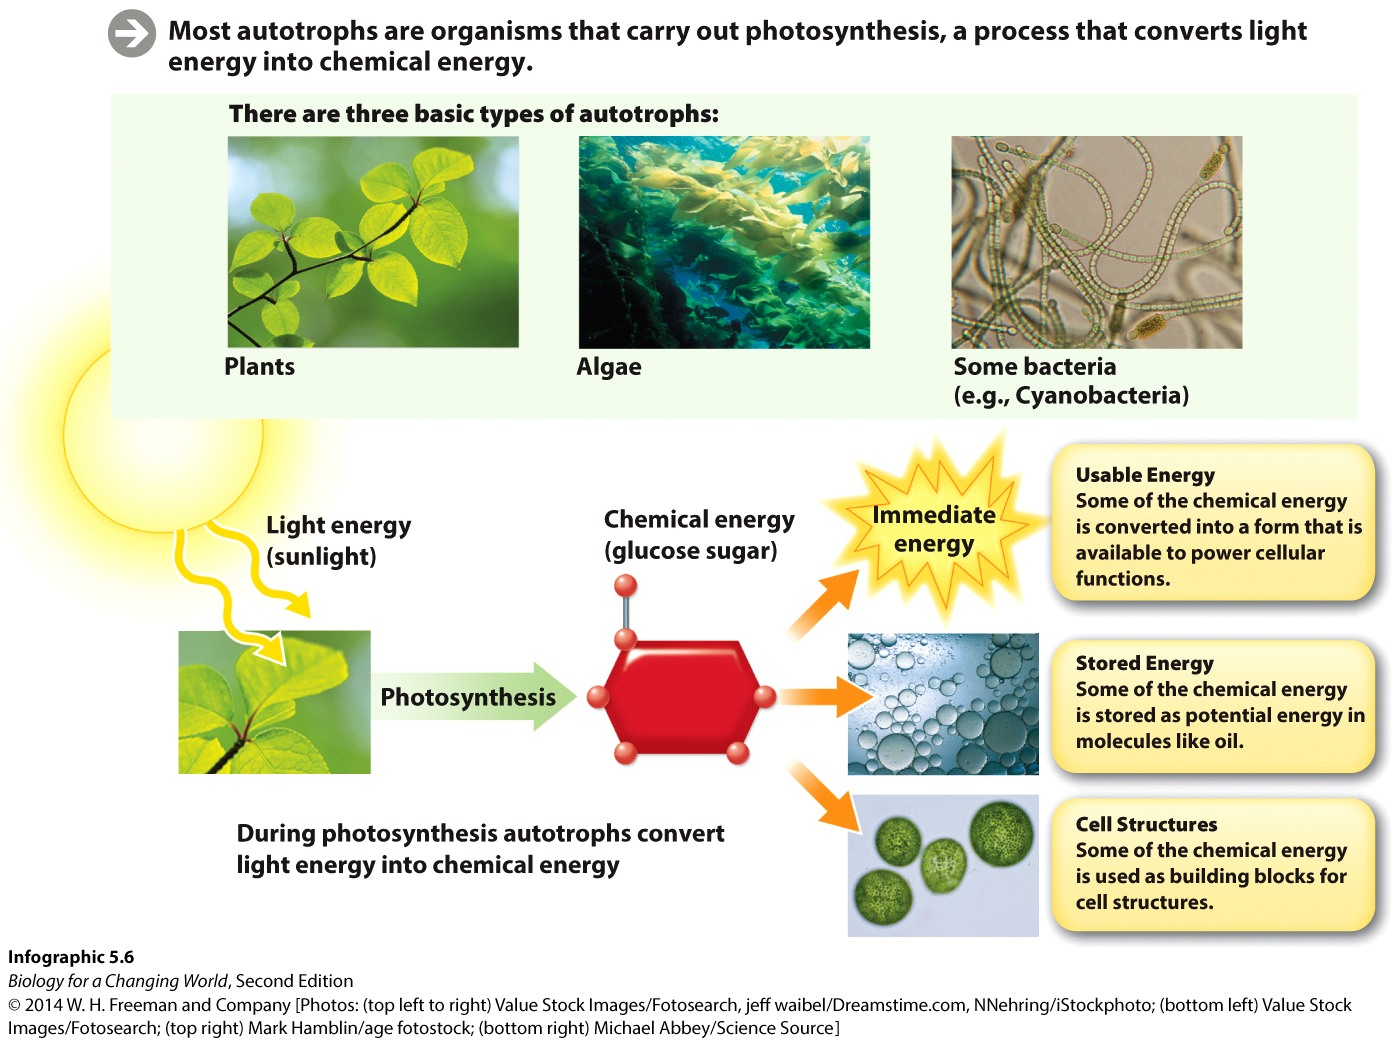 Most autotrophs are organisms that carry out photosynthesis, a process that converts light
energy into chemical energy.
There are three basic types of autotrophs:
Plants
Algae
Some bacteria
(e.g., Cyanobacteria)
Light energy
(sunlight)
Photosynthesis
Chemical energy
(glucose sugar)
Immediate
energy
Usable Energy
Some of the chemical energy
is converted into a form that is
available to power cellular
functions.
Stored Energy
Some of the chemical energy
is stored as potential energy in
molecules like oil.
Cell Structures
Some of the chemical energy
is used as building blocks for
cell structures.
During photosynthesis autotrophs convert
light energy into chemical energy
Infographic 5.6
Biology for a Changing World, Second Edition
© 2014 W. H. Freeman and Company [Photos: (top left to right) Value Stock Images/Fotosearch, jeff waibel/Dreamstime.com, NNehring/iStockphoto; (bottom left) Value Stock
Images/Fotosearch; (top right) Mark Hamblin/age fotostock; (bottom right) Michael Abbey/Science Source]